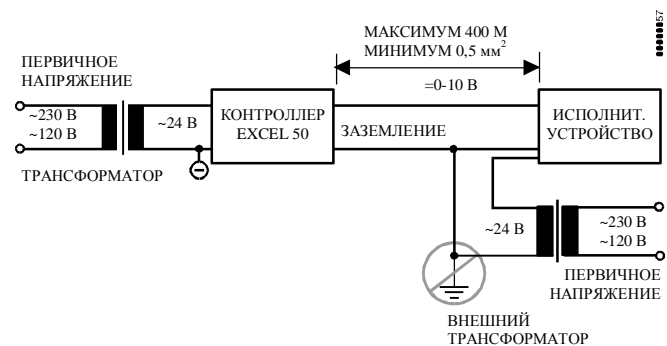 МАКСИМУМ 400 М
МИНИМУМ 0,5 мм²
ПЕРВИЧНОЕ
НАПРЯЖЕНИЕ
=0-10 В
~230 В
~120 В
~24 В
КОНТРОЛЛЕР
EXCEL 50
ЗАЗЕМЛЕНИЕ
ИСПОЛНИТ.
УСТРОЙСТВО
ТРАНСФОРМАТОР
~24 В
~230 В
~120 В
ПЕРВИЧНОЕ
НАПРЯЖЕНИЕ
ВНЕШНИЙ
ТРАНСФОРМАТОР